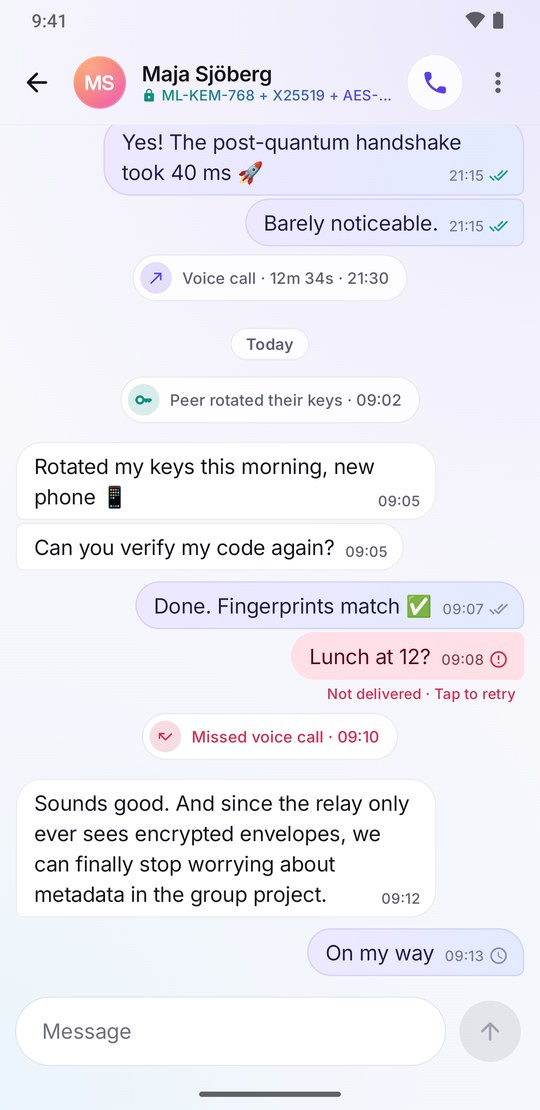 9:41
MS
Maja Sjöberg
ML-KEM-768 + X25519 + AES-...
Yes! The post-quantum handshake
took 40 ms 🚀 21:15
Barely noticeable. 21:15
Voice call · 12m 34s · 21:30
Today
Peer rotated their keys · 09:02
Rotated my keys this morning, new
phone 📱 09:05
Can you verify my code again? 09:05
Done. Fingerprints match ✅ 09:07
Lunch at 12? 09:08
Not delivered · Tap to retry
Missed voice call · 09:10
Sounds good. And since the relay only
ever sees encrypted envelopes, we
can finally stop worrying about
metadata in the group project. 09:12
On my way 09:13
Message